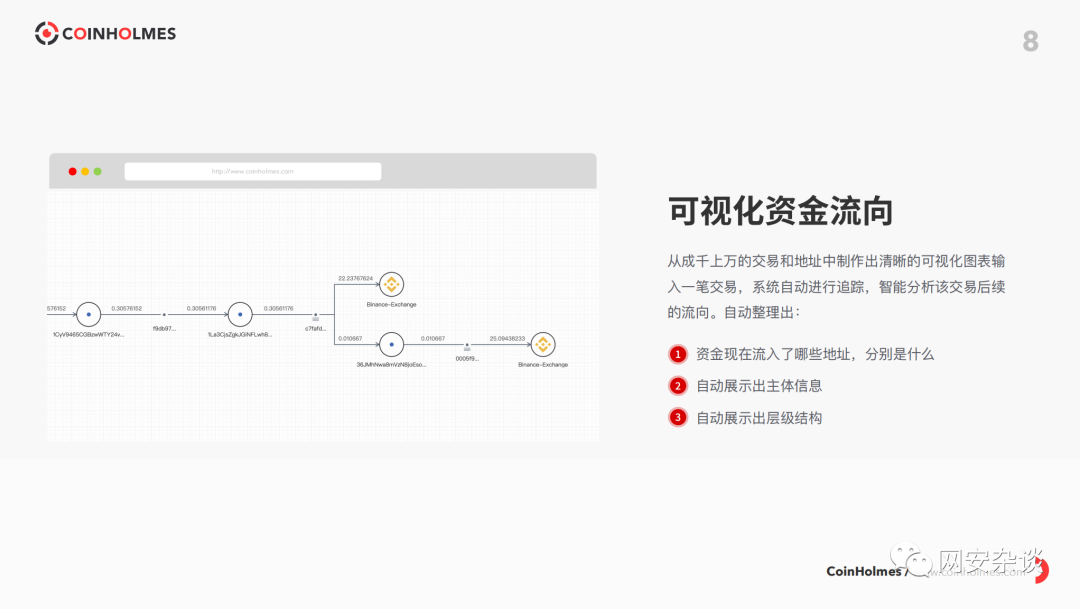 COINHOLMES
8
http://www.coinholmes.com
可视化资金流向
从成千上万的交易和地址中制作出清晰的可视化图表输
入一笔交易，系统自动进行追踪，智能分析该交易后续
的流向。自动整理出：
1 资金现在流入了哪些地址，分别是什么
2 自动展示出主体信息
3 自动展示出层级结构
22.23767624
Binance-Exchange
576152
0.30576152
0.30561176
0.30561176
f9db97...
c7fafd...
1CyV9465CGBzwWTY24v...
1La3CjsZgkJGiNFLwhB...
0.010667
0.010667
25.09438233
0005f9...
Binance-Exchange
CoinHolmes /
www.coinholmes.com
网安杂谈